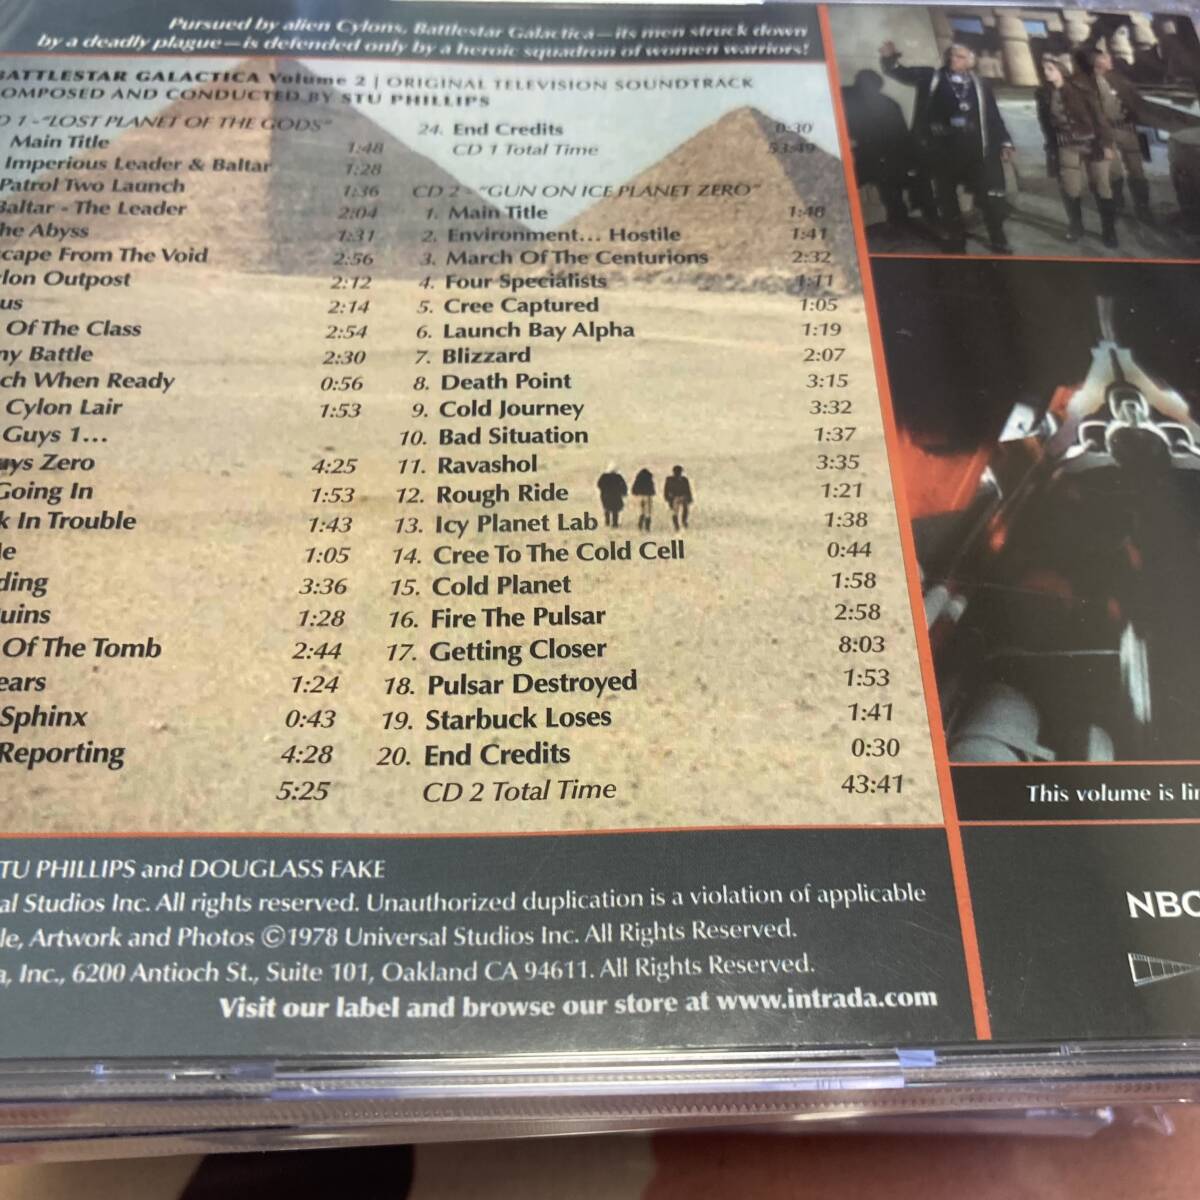 Pursued by alien Cylons, Battlestar Galactica—its men struck down
by a deadly plague—is defended only by a heroic squadron of women warriors!
BATTLESTAR GALACTICA Volume 2 | ORIGINAL TELEVISION SOUNDTRACK
OMPOSED AND CONDUCTED BY STU PHILLIPS
D 1 - "LOST PLANET OF THE GODS"
Main Title 1:48
Imperious Leader & Baltar 1:28
Patrol Two Launch 1:36
Baltar - The Leader 2:04
he Abyss 1:31
cape From The Void 2:56
lon Outpost 2:12
us 2:14
Of The Class 2:54
ny Battle 2:30
ch When Ready 0:56
Cylon Lair 1:53
Guys 1...
ays Zero 4:25
Going In 1:53
k In Trouble 1:43
le 1:05
ding 3:36
uins 1:28
Of The Tomb 2:44
ears 1:24
Sphinx 0:43
Reporting 4:28
5:25
24. End Credits 0:30
CD 1 Total Time 53:49
CD 2 - "GUN ON ICE PLANET ZERO"
1. Main Title 1:48
2. Environment... Hostile 1:41
3. March Of The Centurions 2:32
4. Four Specialists 1:11
5. Cree Captured 1:05
6. Launch Bay Alpha 1:19
7. Blizzard 2:07
8. Death Point 3:15
9. Cold Journey 3:32
10. Bad Situation 1:37
11. Ravashol 3:35
12. Rough Ride 1:21
13. Icy Planet Lab 1:38
14. Cree To The Cold Cell 0:44
15. Cold Planet 1:58
16. Fire The Pulsar 2:58
17. Getting Closer 8:03
18. Pulsar Destroyed 1:53
19. Starbuck Loses 1:41
20. End Credits 0:30
CD 2 Total Time 43:41
This volume is li
TU PHILLIPS and DOUGLASS FAKE
al Studios Inc. All rights reserved. Unauthorized duplication is a violation of applicable
le, Artwork and Photos ©1978 Universal Studios Inc. All Rights Reserved.
a, Inc., 6200 Antioch St., Suite 101, Oakland CA 94611. All Rights Reserved.
Visit our label and browse our store at www.intrada.com
NBC